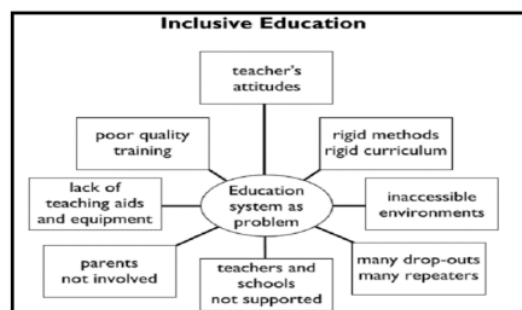 Inclusive Education
teacher's
attitudes
poor quality
training
rigid methods
rigid curriculum
lack of
teaching aids
and equipment
Education
system as
problem
inaccessible
environments
parents
not involved
teachers and
schools
not supported
many drop-outs
many repeaters